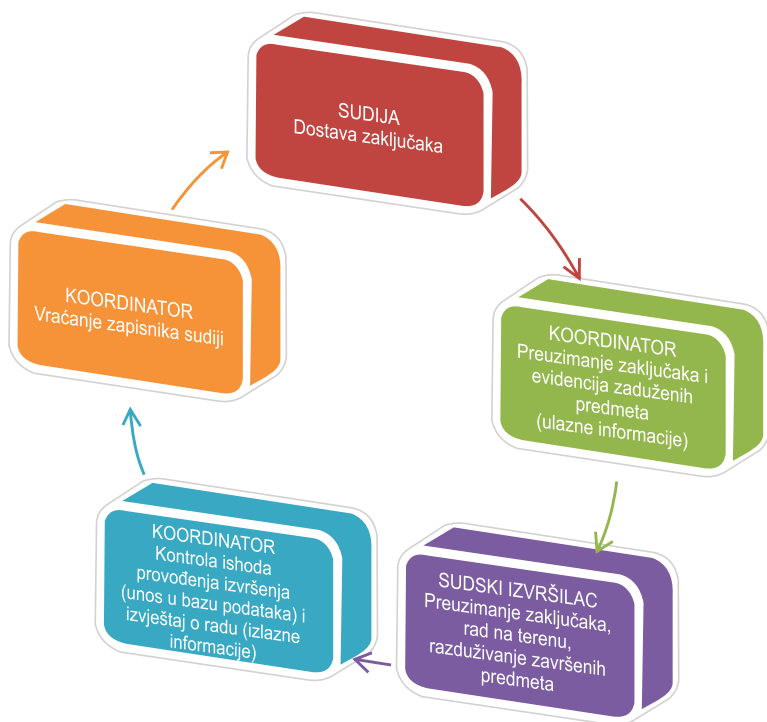 SUDIJA
Dostava zaključaka
KOORDINATOR
Preuzimanje zaključaka i
evidencija zaduženih
predmeta
(ulazne informacije)
SUDSKI IZVRŠILAC
Preuzimanje zaključaka,
rad na terenu,
razduživanje završenih
predmeta
KOORDINATOR
Kontrola ishoda
provođenja izvršenja
(unos u bazu podataka) i
izvještaj o radu (izlazne
informacije)
KOORDINATOR
Vraćanje zapisnika sudiji